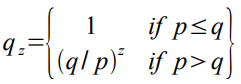 q_z = { 1 if p ≤ q
(q / p)^z if p > q